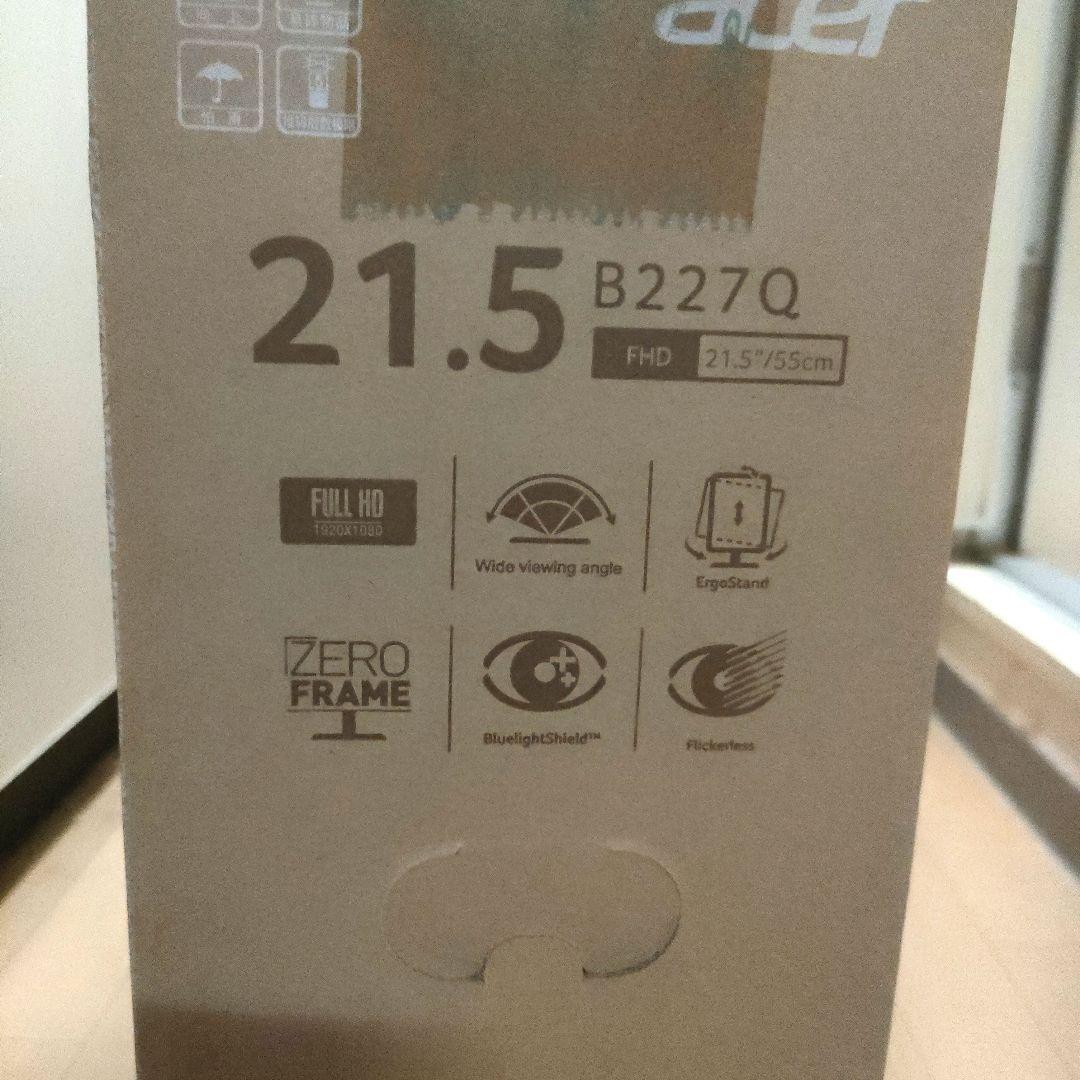 acer
21.5
B227Q
FHD 21.5"/55cm
FULL HD
1920X1080
Wide viewing angle
ErgoStand
ZERO
FRAME
BluelightShield™
Flickerless